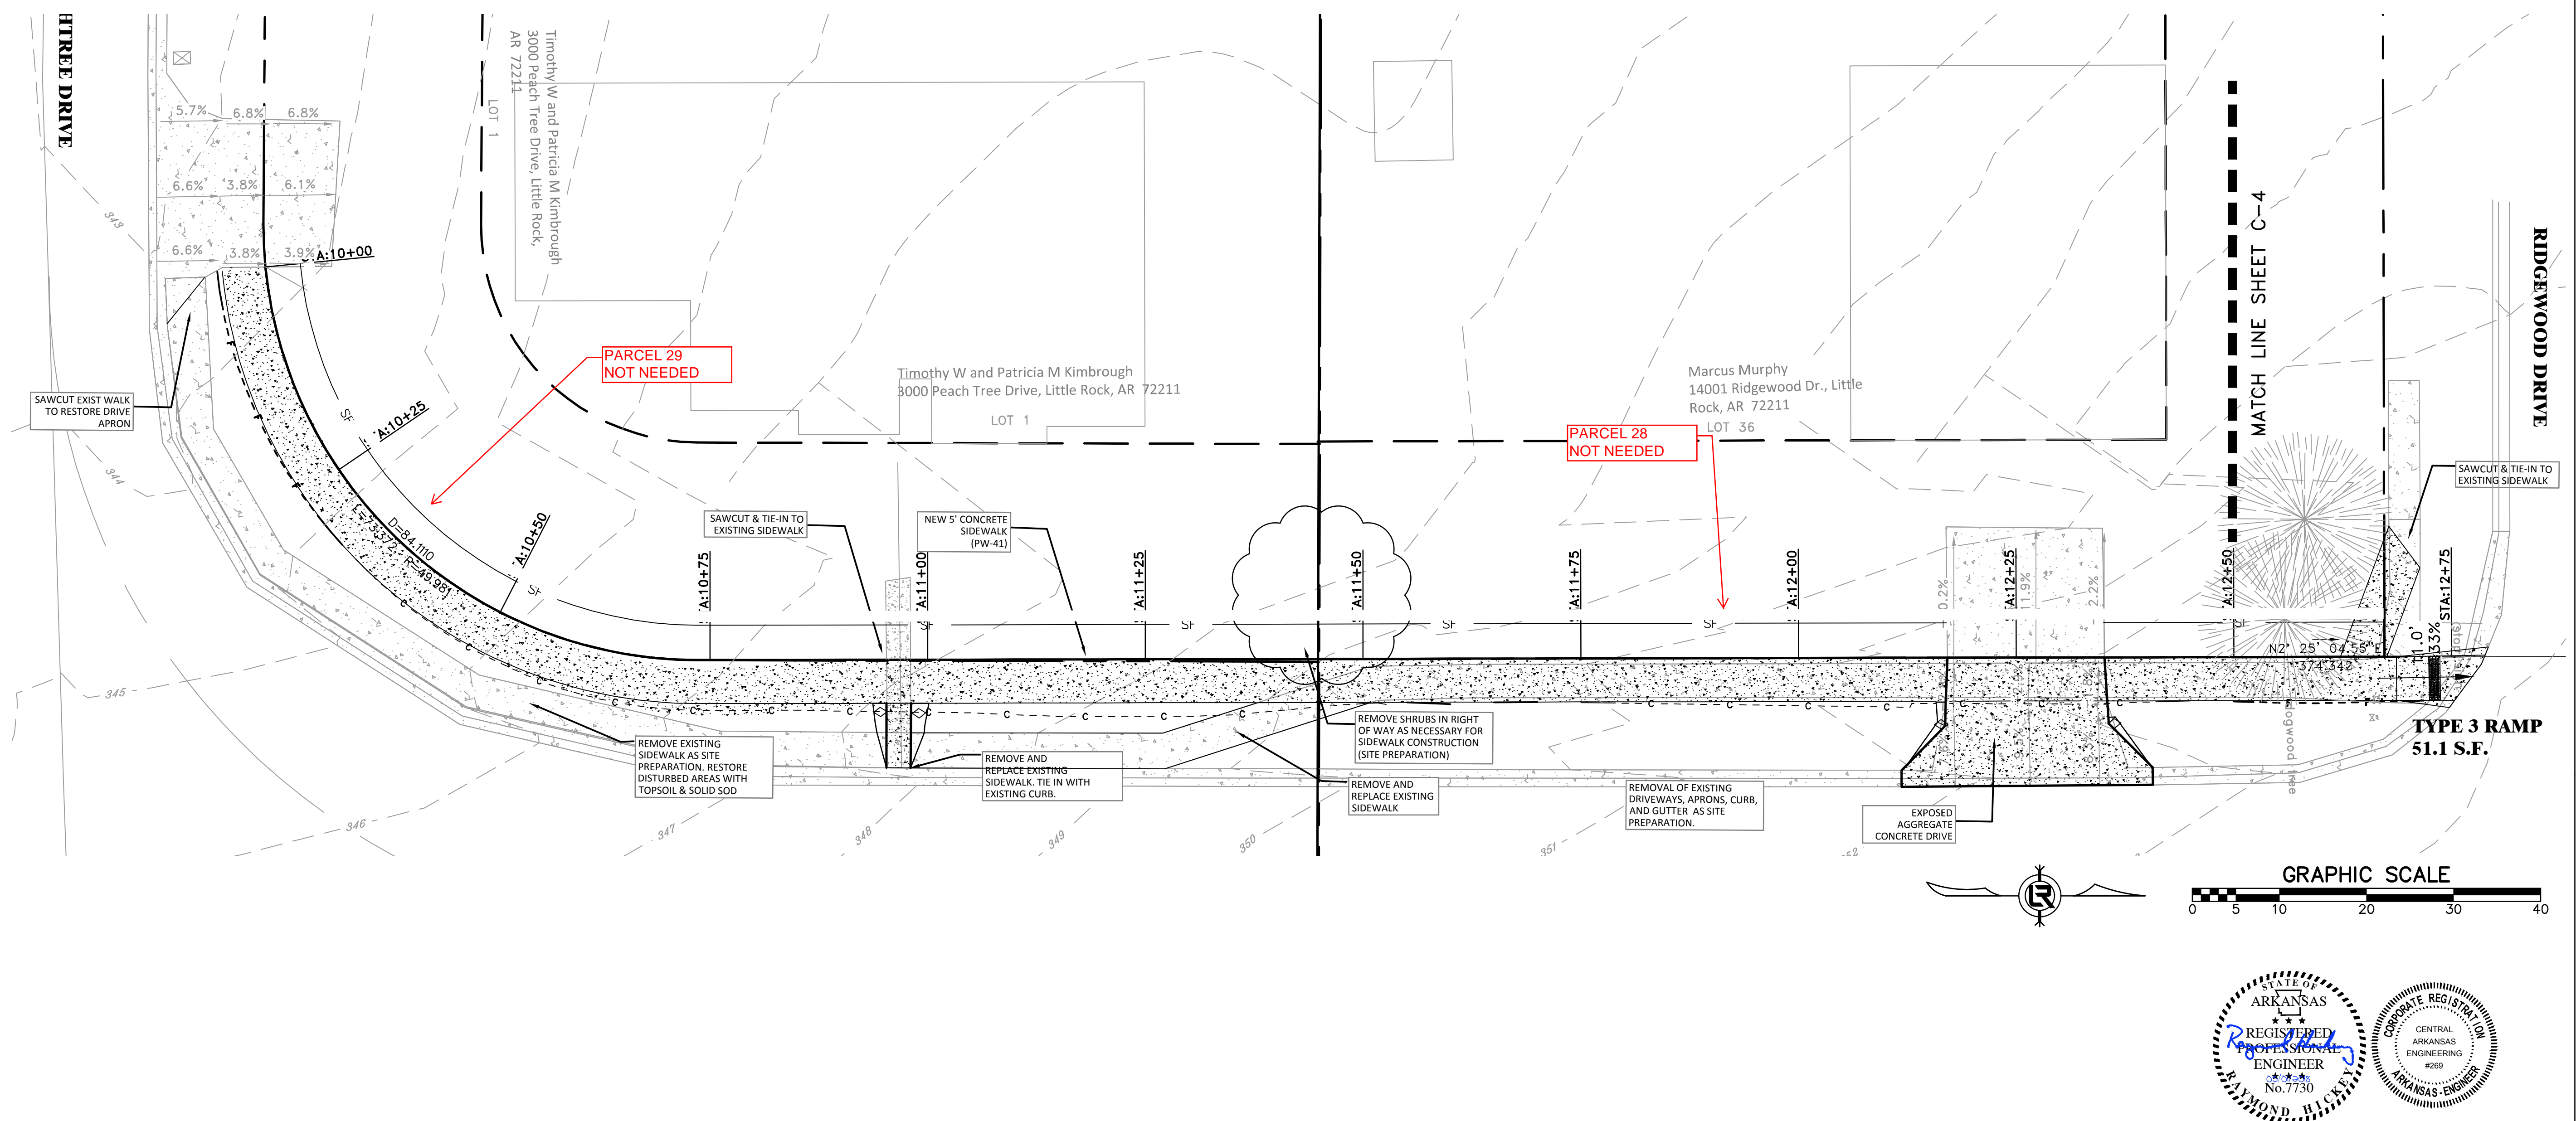 HTREE DRIVE
5.7%
6.8%
6.8%
6.6%
3.8%
6.1%
6.6%
3.8%
3.9%
343
344
345
346
347
348
349
350
351
LOT 1
Timothy W and Patricia M Kimbrough
3000 Peach Tree Drive, Little Rock,
AR 72211
A:10+00
A:10+25
A:10+50
A:10+75
A:11+00
A:11+25
A:11+50
A:11+75
A:12+00
A:12+25
A:12+50
STA:12+75
SAWCUT EXIST WALK
TO RESTORE DRIVE
APRON
PARCEL 29
NOT NEEDED
SF
D=84.1110
R=49.981
Timothy W and Patricia M Kimbrough
3000 Peach Tree Drive, Little Rock, AR 72211
LOT 1
Marcus Murphy
14001 Ridgewood Dr., Little
Rock, AR 72211
LOT 36
PARCEL 28
NOT NEEDED
MATCH LINE SHEET C-4
RIDGEWOOD DRIVE
SAWCUT & TIE-IN TO
EXISTING SIDEWALK
SAWCUT & TIE-IN TO
EXISTING SIDEWALK
NEW 5' CONCRETE
SIDEWALK
(PW-41)
0.2%
1.9%
2.2%
N2° 25' 04.55" E
374.342
TYPE 3 RAMP
51.1 S.F.
dogwood tree
REMOVE EXISTING
SIDEWALK AS SITE
PREPARATION. RESTORE
DISTURBED AREAS WITH
TOPSOIL & SOLID SOD
REMOVE AND
REPLACE EXISTING
SIDEWALK. TIE IN WITH
EXISTING CURB.
REMOVE SHRUBS IN RIGHT
OF WAY AS NECESSARY FOR
SIDEWALK CONSTRUCTION
(SITE PREPARATION)
REMOVE AND
REPLACE EXISTING
SIDEWALK
REMOVAL OF EXISTING
DRIVEWAYS, APRONS, CURB,
AND GUTTER AS SITE
PREPARATION.
EXPOSED
AGGREGATE
CONCRETE DRIVE
GRAPHIC SCALE
0 5 10 20 30 40
STATE OF
ARKANSAS
REGISTERED
PROFESSIONAL
ENGINEER
No.7730
RAYMOND HICKEY
CORPORATE REGISTRATION
CENTRAL
ARKANSAS
ENGINEERING
#269
ARKANSAS-ENGINEER